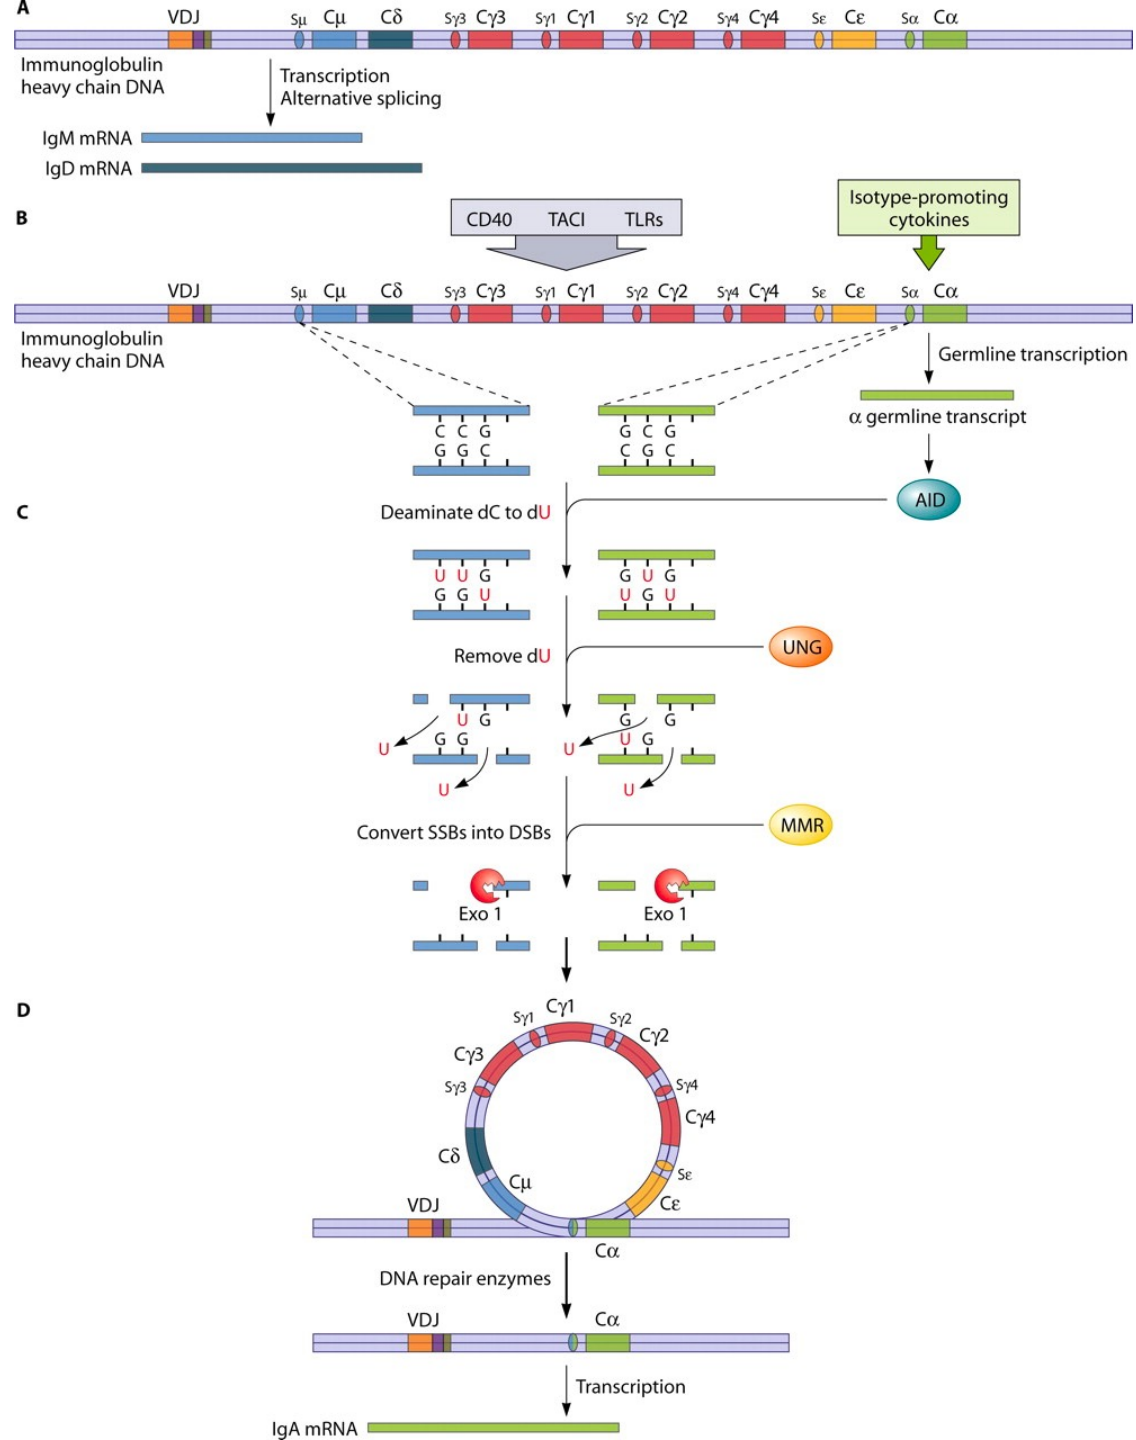 A
VDJ Sμ Cμ Cδ Sγ3 Cγ3 Sγ1 Cγ1 Sγ2 Cγ2 Sγ4 Cγ4 Sε Cε Sα Cα
Immunoglobulin
heavy chain DNA
Transcription
Alternative splicing
IgM mRNA
IgD mRNA
B
CD40 TACI TLRs
Isotype-promoting
cytokines
VDJ Sμ Cμ Cδ Sγ3 Cγ3 Sγ1 Cγ1 Sγ2 Cγ2 Sγ4 Cγ4 Sε Cε Sα Cα
Immunoglobulin
heavy chain DNA
Germline transcription
α germline transcript
C C G G C G
G G C C G C
AID
C
Deaminate dC to dU
U U G G U G
G G U U G U
UNG
Remove dU
U G G G
G G U G
U U
U U
MMR
Convert SSBs into DSBs
Exo 1 Exo 1
D
Cγ1
Sγ1 Sγ2
Cγ3 Cγ2
Sγ3 Sγ4
Cγ4
Cδ
Sε
Cμ
Cε
VDJ
Cα
DNA repair enzymes
VDJ Cα
Transcription
IgA mRNA